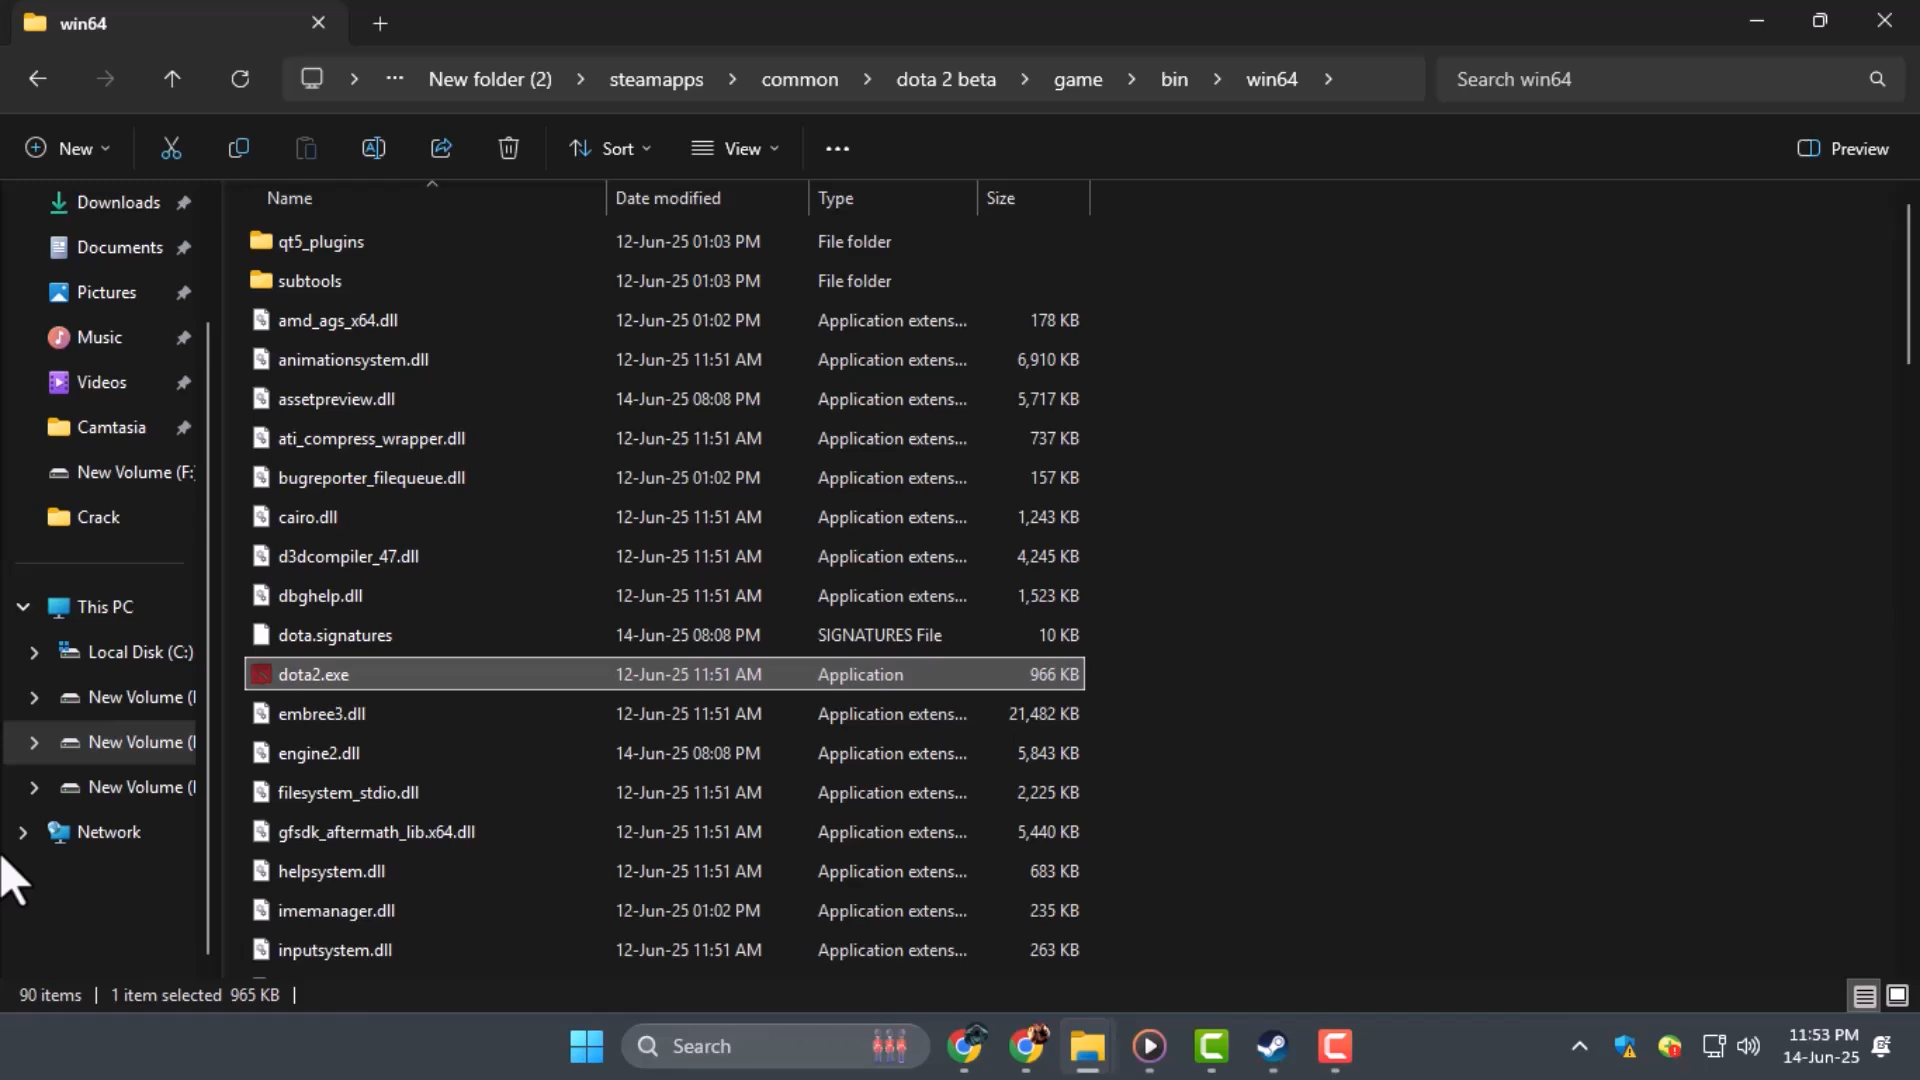 win64
New folder (2) steamapps common dota 2 beta game bin win64 Search win64
New Sort View Preview
Downloads
Documents
Pictures
Music
Videos
Camtasia
New Volume (F:
Crack
This PC
Local Disk (C:)
New Volume (
New Volume (
New Volume (
Network
Name Date modified Type Size
qt5_plugins 12-Jun-25 01:03 PM File folder
subtools 12-Jun-25 01:03 PM File folder
amd_ags_x64.dll 12-Jun-25 01:02 PM Application extens... 178 KB
animationsystem.dll 12-Jun-25 11:51 AM Application extens... 6,910 KB
assetpreview.dll 14-Jun-25 08:08 PM Application extens... 5,717 KB
ati_compress_wrapper.dll 12-Jun-25 11:51 AM Application extens... 737 KB
bugreporter_filequeue.dll 12-Jun-25 01:02 PM Application extens... 157 KB
cairo.dll 12-Jun-25 11:51 AM Application extens... 1,243 KB
d3dcompiler_47.dll 12-Jun-25 11:51 AM Application extens... 4,245 KB
dbghelp.dll 12-Jun-25 11:51 AM Application extens... 1,523 KB
dota.signatures 14-Jun-25 08:08 PM SIGNATURES File 10 KB
dota2.exe 12-Jun-25 11:51 AM Application 966 KB
embree3.dll 12-Jun-25 11:51 AM Application extens... 21,482 KB
engine2.dll 14-Jun-25 08:08 PM Application extens... 5,843 KB
filesystem_stdio.dll 12-Jun-25 11:51 AM Application extens... 2,225 KB
gfsdk_aftermath_lib.x64.dll 12-Jun-25 11:51 AM Application extens... 5,440 KB
helpsystem.dll 12-Jun-25 11:51 AM Application extens... 683 KB
imemanager.dll 12-Jun-25 01:02 PM Application extens... 235 KB
inputsystem.dll 12-Jun-25 11:51 AM Application extens... 263 KB
90 items | 1 item selected 965 KB |
Search
11:53 PM
14-Jun-25